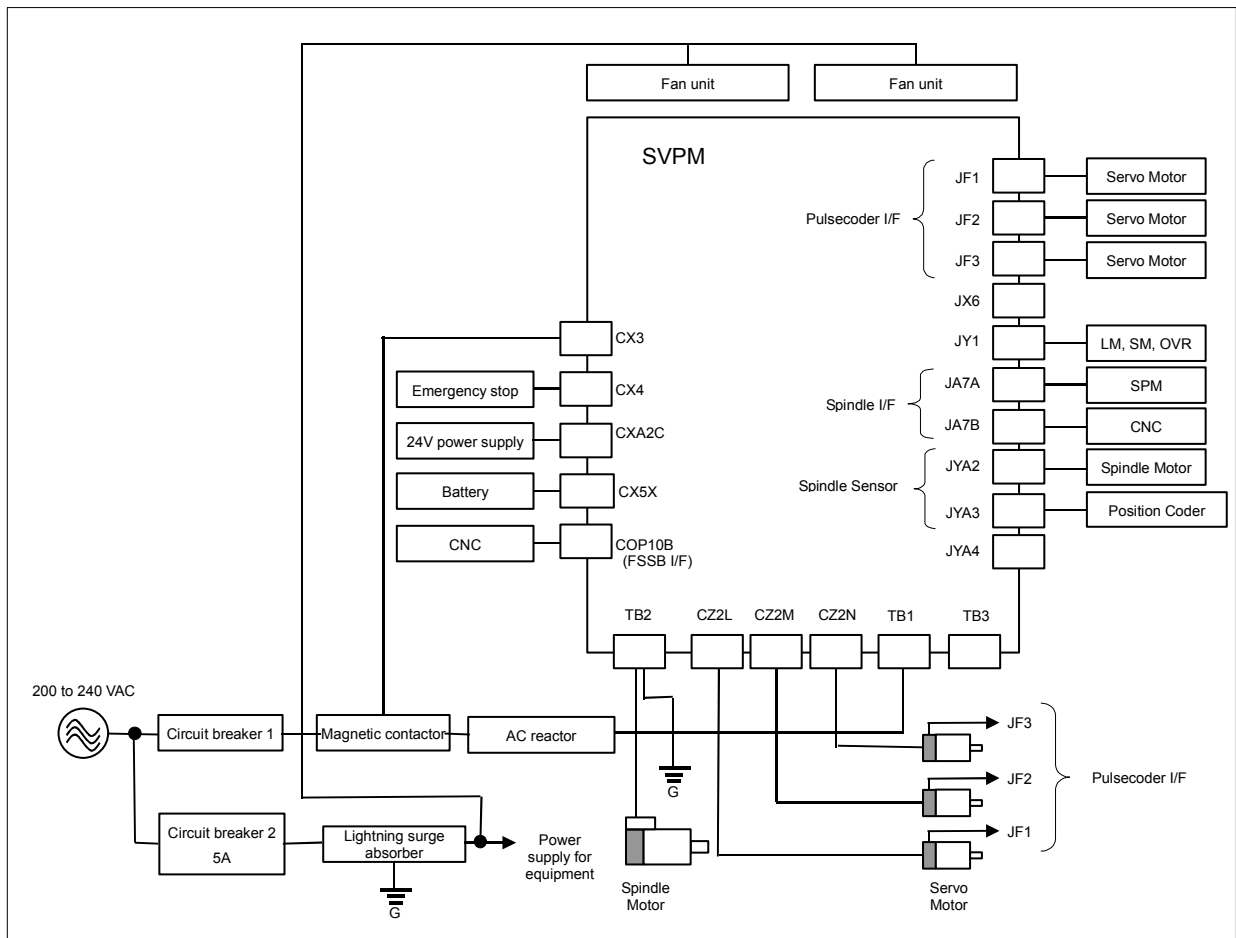 Fan unit
Fan unit
SVPM
Pulsecoder I/F
JF1
Servo Motor
JF2
Servo Motor
JF3
Servo Motor
JX6
JY1
LM, SM, OVR
Spindle I/F
JA7A
SPM
JA7B
CNC
Spindle Sensor
JYA2
Spindle Motor
JYA3
Position Coder
JYA4
CX3
Emergency stop
CX4
24V power supply
CXA2C
Battery
CX5X
CNC
COP10B
(FSSB I/F)
TB2
CZ2L
CZ2M
CZ2N
TB1
TB3
200 to 240 VAC
Circuit breaker 1
Magnetic contactor
AC reactor
G
JF3
JF2
JF1
Pulsecoder I/F
Circuit breaker 2
5A
Lightning surge
absorber
G
Power
supply for
equipment
Spindle
Motor
Servo
Motor